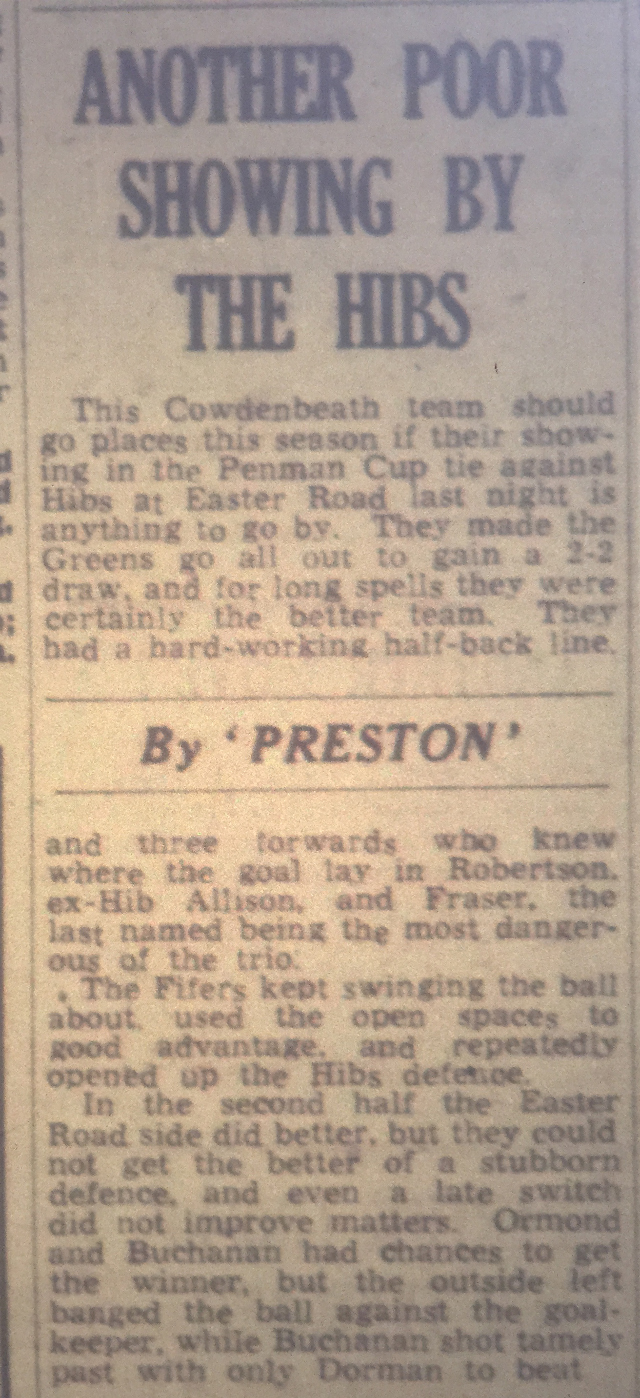 ANOTHER POOR
SHOWING BY
THE HIBS
This Cowdenbeath team should
go places this season if their show-
ing in the Penman Cup tie against
Hibs at Easter Road last night is
anything to go by. They made the
Greens go all out to gain a 2-2
draw, and for long spells they were
certainly the better team. They
had a hard-working half-back line,
By ‘PRESTON’
and three forwards who knew
where the goal lay in Robertson,
ex-Hib Allison, and Fraser, the
last named being the most danger-
ous of the trio.
The Fifers kept swinging the ball
about, used the open spaces to
good advantage, and repeatedly
opened up the Hibs defence.
In the second half the Easter
Road side did better, but they could
not get the better of a stubborn
defence, and even a late switch
did not improve matters. Ormond
and Buchanan had chances to get
the winner, but the outside left
banged the ball against the goal-
keeper, while Buchanan shot tamely
past with only Dorman to beat